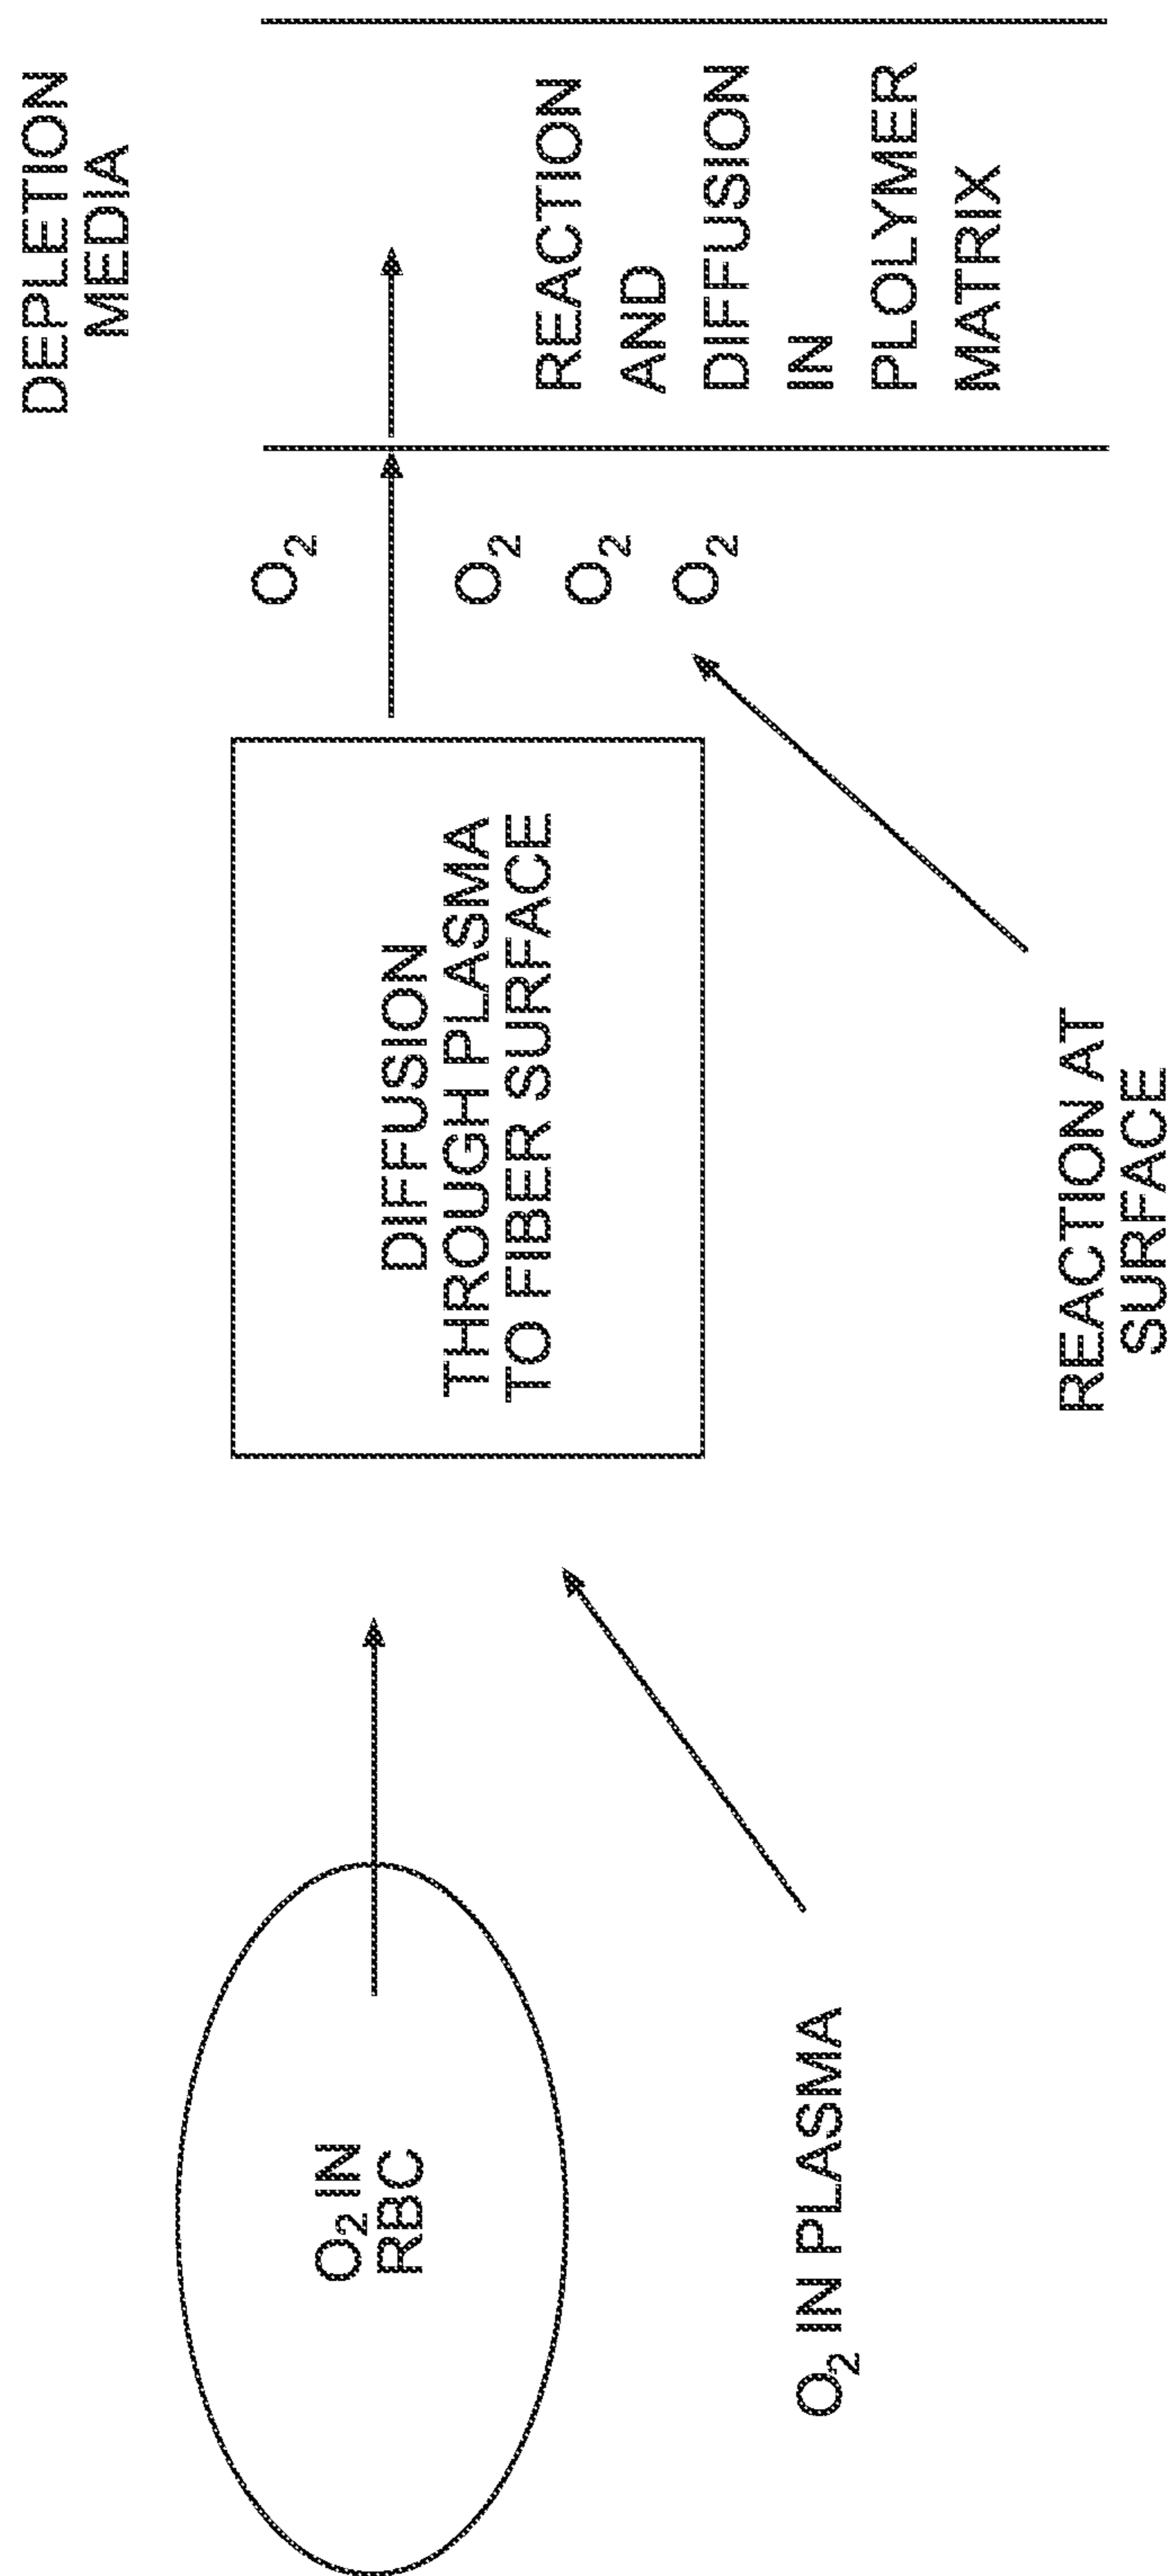 DEPLETION
MEDIA
O₂ IN
RBC
DIFFUSION
THROUGH PLASMA
TO FIBER SURFACE
O₂
O₂
O₂
O₂
REACTION
AND
DIFFUSION
IN
PLOLYMER
MATRIX
O₂ IN PLASMA
REACTION AT
SURFACE